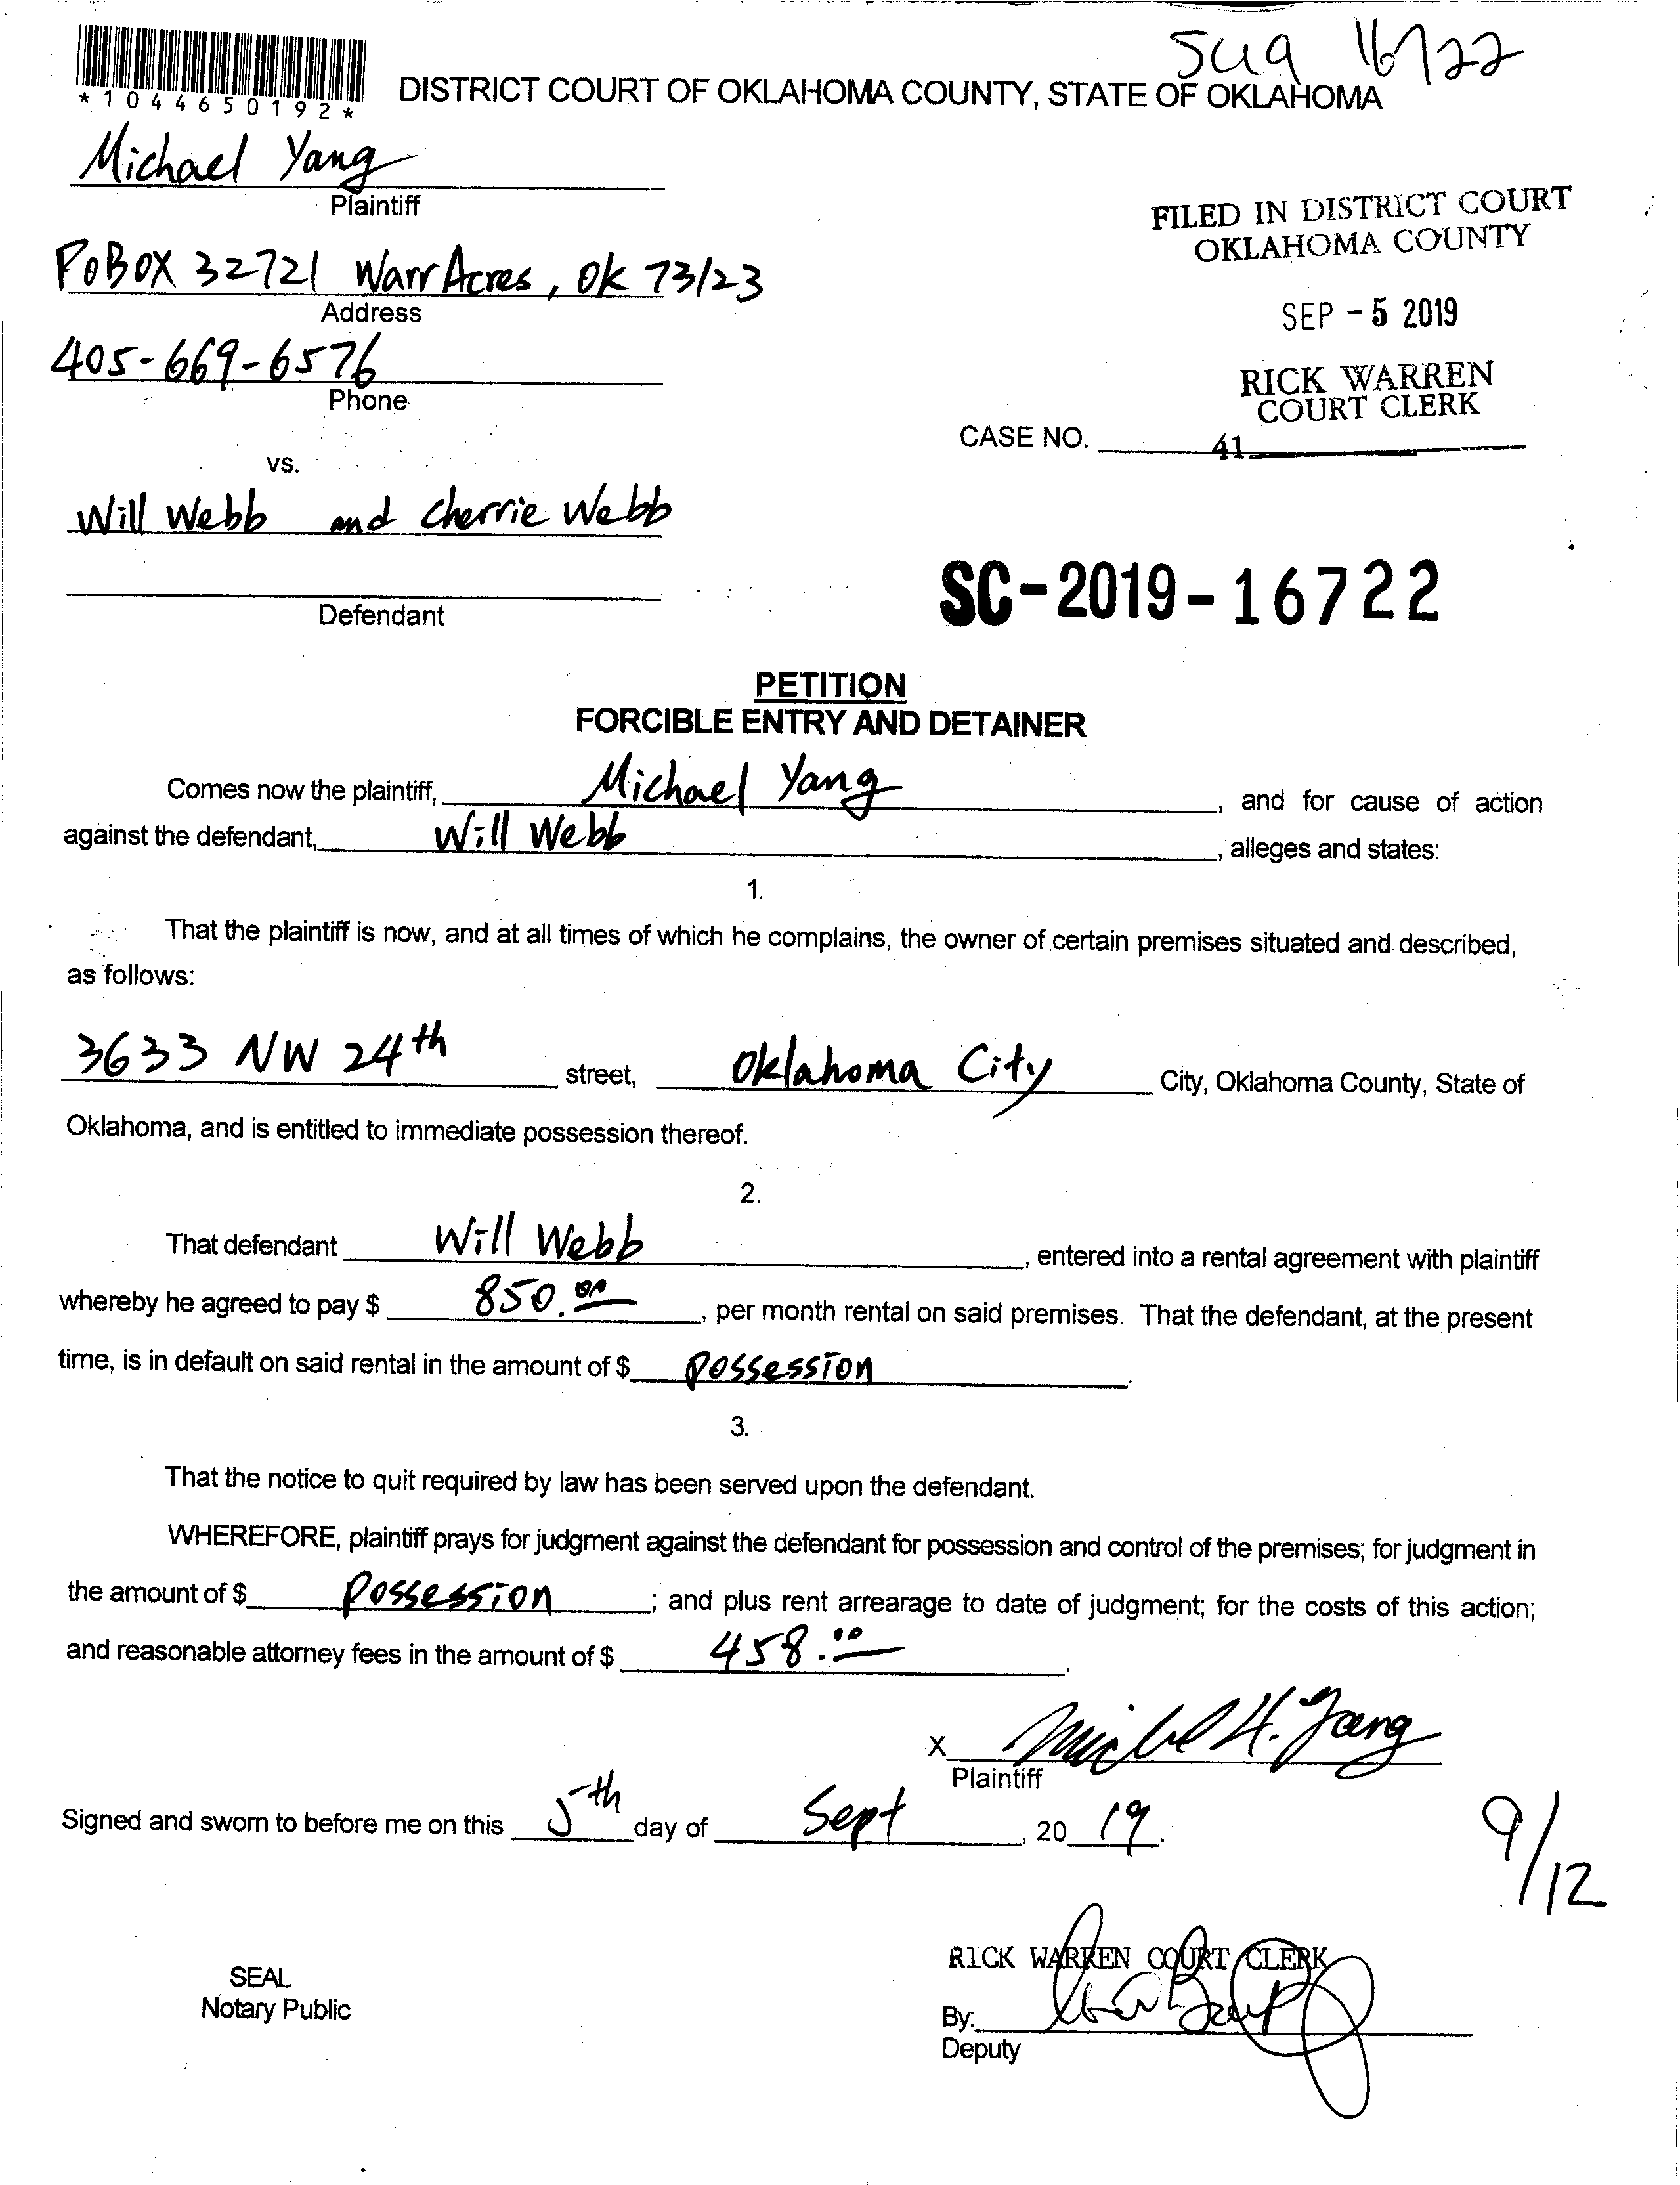 SC19 16722
*1044650192*
DISTRICT COURT OF OKLAHOMA COUNTY, STATE OF OKLAHOMA
Michael Yang
Plaintiff
FILED IN DISTRICT COURT
OKLAHOMA COUNTY
PoBox 32721 Warr Acres, OK 73123
Address
SEP - 5 2019
405-669-6576
Phone
RICK WARREN
COURT CLERK
CASE NO.
41
vs.
Will Webb and Cherrie Webb
SC-2019-16722
Defendant
PETITION
FORCIBLE ENTRY AND DETAINER
Comes now the plaintiff, Michael Yang, and for cause of action
against the defendant, Will Webb, alleges and states:
1.
That the plaintiff is now, and at all times of which he complains, the owner of certain premises situated and described,
as follows:
3633 NW 24th street, Oklahoma City City, Oklahoma County, State of
Oklahoma, and is entitled to immediate possession thereof.
2.
That defendant Will Webb, entered into a rental agreement with plaintiff
whereby he agreed to pay $ 850.00, per month rental on said premises. That the defendant, at the present
time, is in default on said rental in the amount of $ Possession.
3.
That the notice to quit required by law has been served upon the defendant.
WHEREFORE, plaintiff prays for judgment against the defendant for possession and control of the premises; for judgment in
the amount of $ Possession; and plus rent arrearage to date of judgment; for the costs of this action;
and reasonable attorney fees in the amount of $ 458.00.
X Michael H. Yang
Plaintiff
Signed and sworn to before me on this 5th day of Sept, 20 19.
9/12
RICK WARREN COURT CLERK
SEAL
Notary Public
By:
Deputy